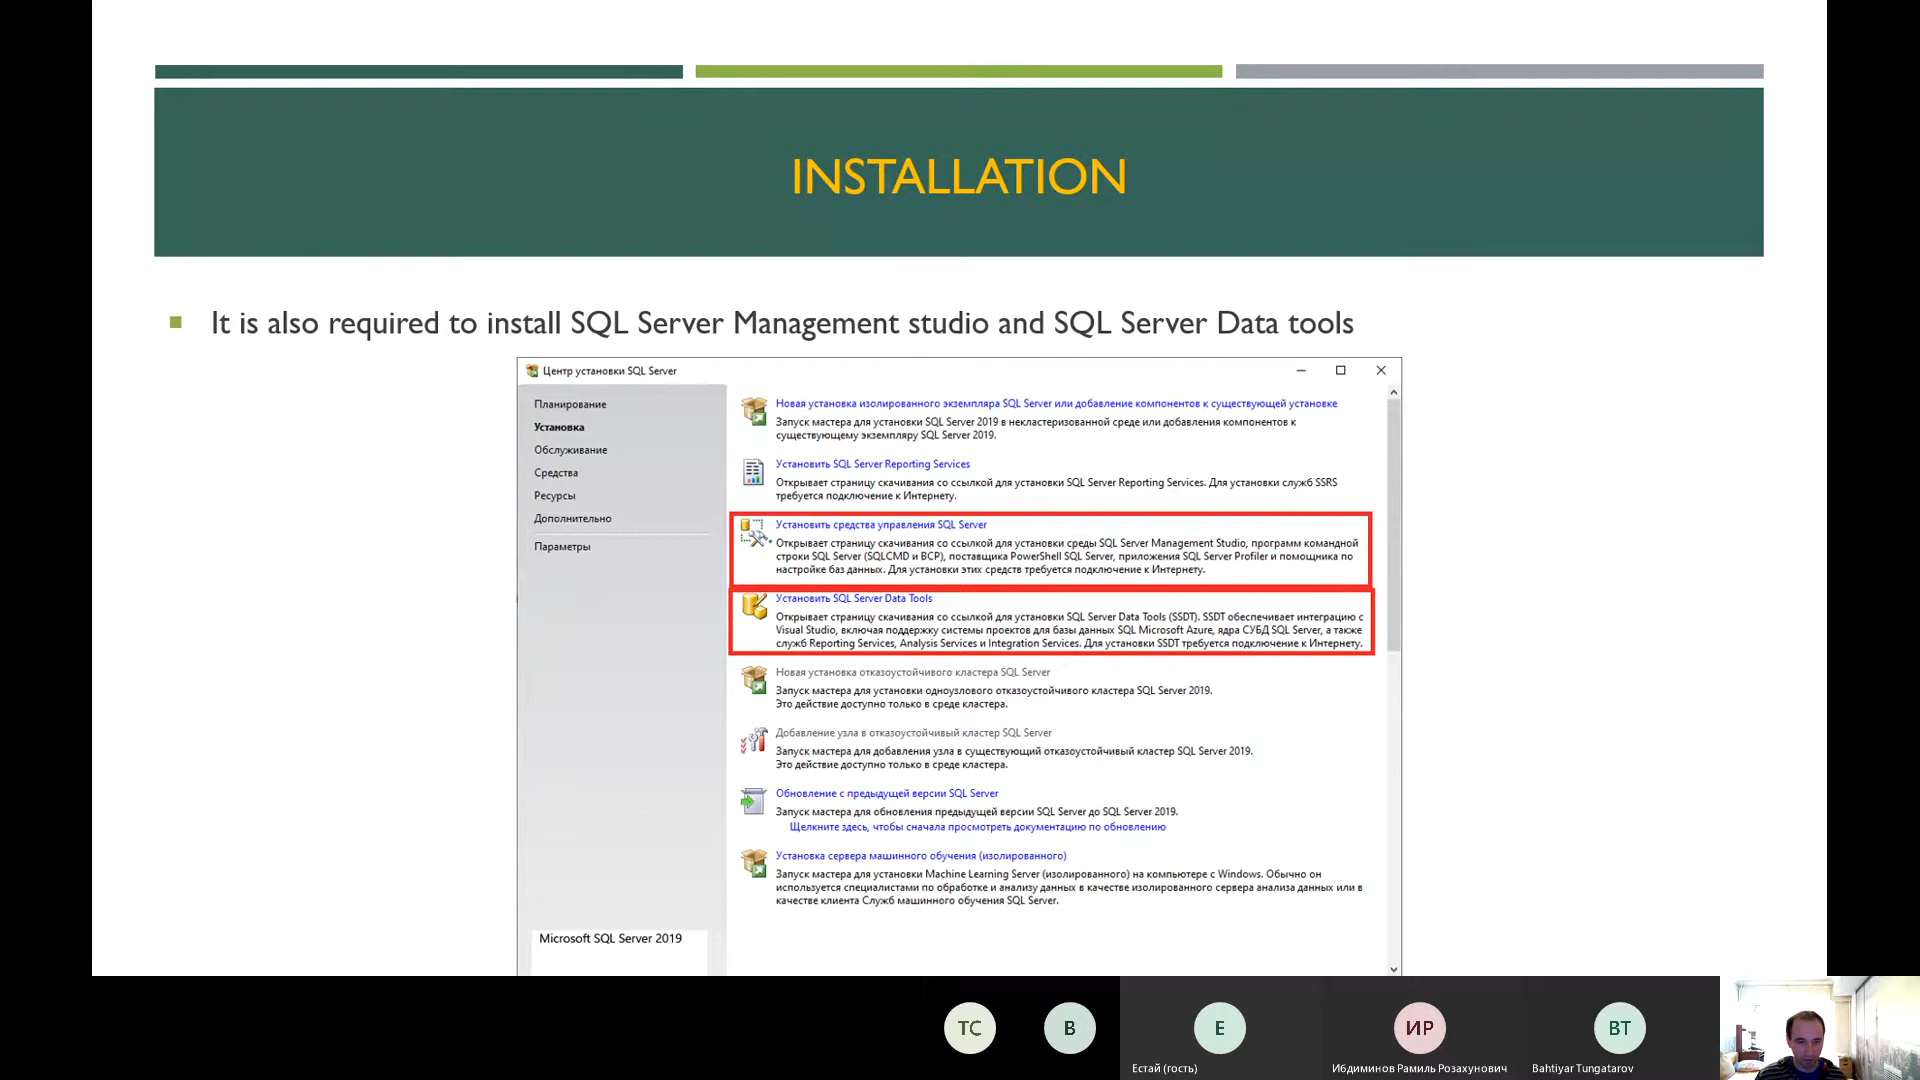 INSTALLATION
It is also required to install SQL Server Management studio and SQL Server Data tools
Центр установки SQL Server
Планирование
Установка
Обслуживание
Средства
Ресурсы
Дополнительно
Параметры
Microsoft SQL Server 2019
Новая установка изолированного экземпляра SQL Server или добавление компонентов к существующей установке
Запуск мастера для установки SQL Server 2019 в некластеризованной среде или добавления компонентов к
существующему экземпляру SQL Server 2019.
Установить SQL Server Reporting Services
Открывает страницу скачивания со ссылкой для установки SQL Server Reporting Services. Для установки служб SSRS
требуется подключение к Интернету.
Установить средства управления SQL Server
Открывает страницу скачивания со ссылкой для установки среды SQL Server Management Studio, программ командной
строки SQL Server (SQLCMD и BCP), поставщика PowerShell SQL Server, приложения SQL Server Profiler и помощника по
настройке баз данных. Для установки этих средств требуется подключение к Интернету.
Установить SQL Server Data Tools
Открывает страницу скачивания со ссылкой для установки SQL Server Data Tools (SSDT). SSDT обеспечивает интеграцию с
Visual Studio, включая поддержку системы проектов для базы данных SQL Microsoft Azure, ядра СУБД SQL Server, а также
служб Reporting Services, Analysis Services и Integration Services. Для установки SSDT требуется подключение к Интернету.
Новая установка отказоустойчивого кластера SQL Server
Запуск мастера для установки одноузлового отказоустойчивого кластера SQL Server 2019.
Это действие доступно только в среде кластера.
Добавление узла в отказоустойчивый кластер SQL Server
Запуск мастера для добавления узла в существующий отказоустойчивый кластер SQL Server 2019.
Это действие доступно только в среде кластера.
Обновление с предыдущей версии SQL Server
Запуск мастера для обновления предыдущей версии SQL Server до SQL Server 2019.
Щелкните здесь, чтобы сначала просмотреть документацию по обновлению
Установка сервера машинного обучения (изолированного)
Запуск мастера для установки Machine Learning Server (изолированного) на компьютере с Windows. Обычно он
используется специалистами по обработке и анализу данных в качестве изолированного сервера анализа данных или в
качестве клиента Служб машинного обучения SQL Server.
TC
B
E
ИР
BT
Естай (гость)
Ибдиминов Рамиль Розахунович
Bahtiyar Tungatarov